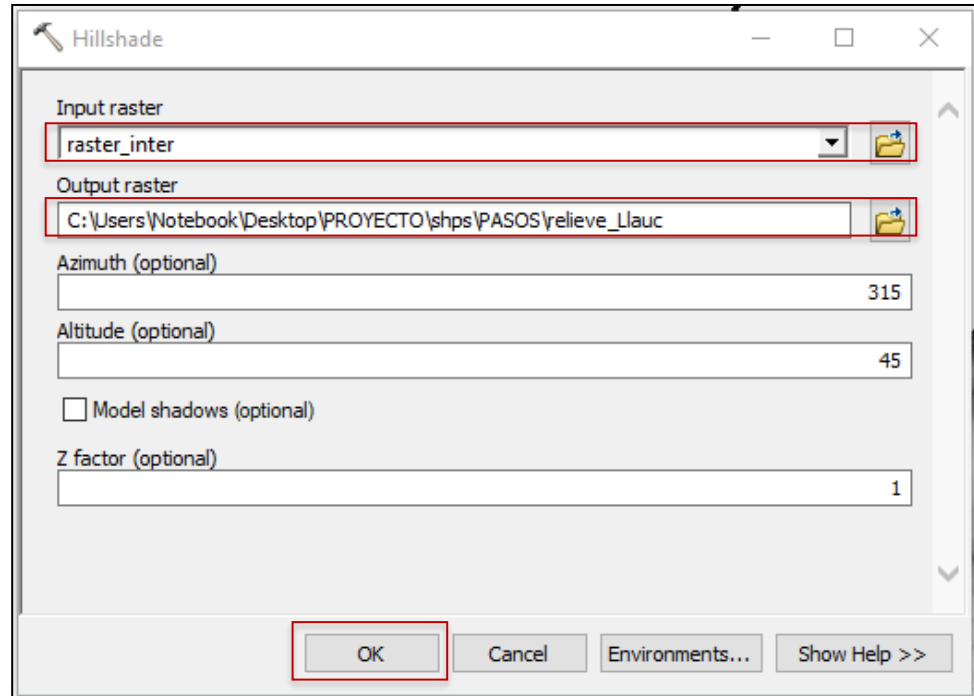 Hillshade
Input raster
raster_inter
Output raster
C:\Users\Notebook\Desktop\PROYECTO\shps\PASOS\relieve_Llauc
Azimuth (optional)
315
Altitude (optional)
45
Model shadows (optional)
Z factor (optional)
1
OK Cancel Environments... Show Help >>